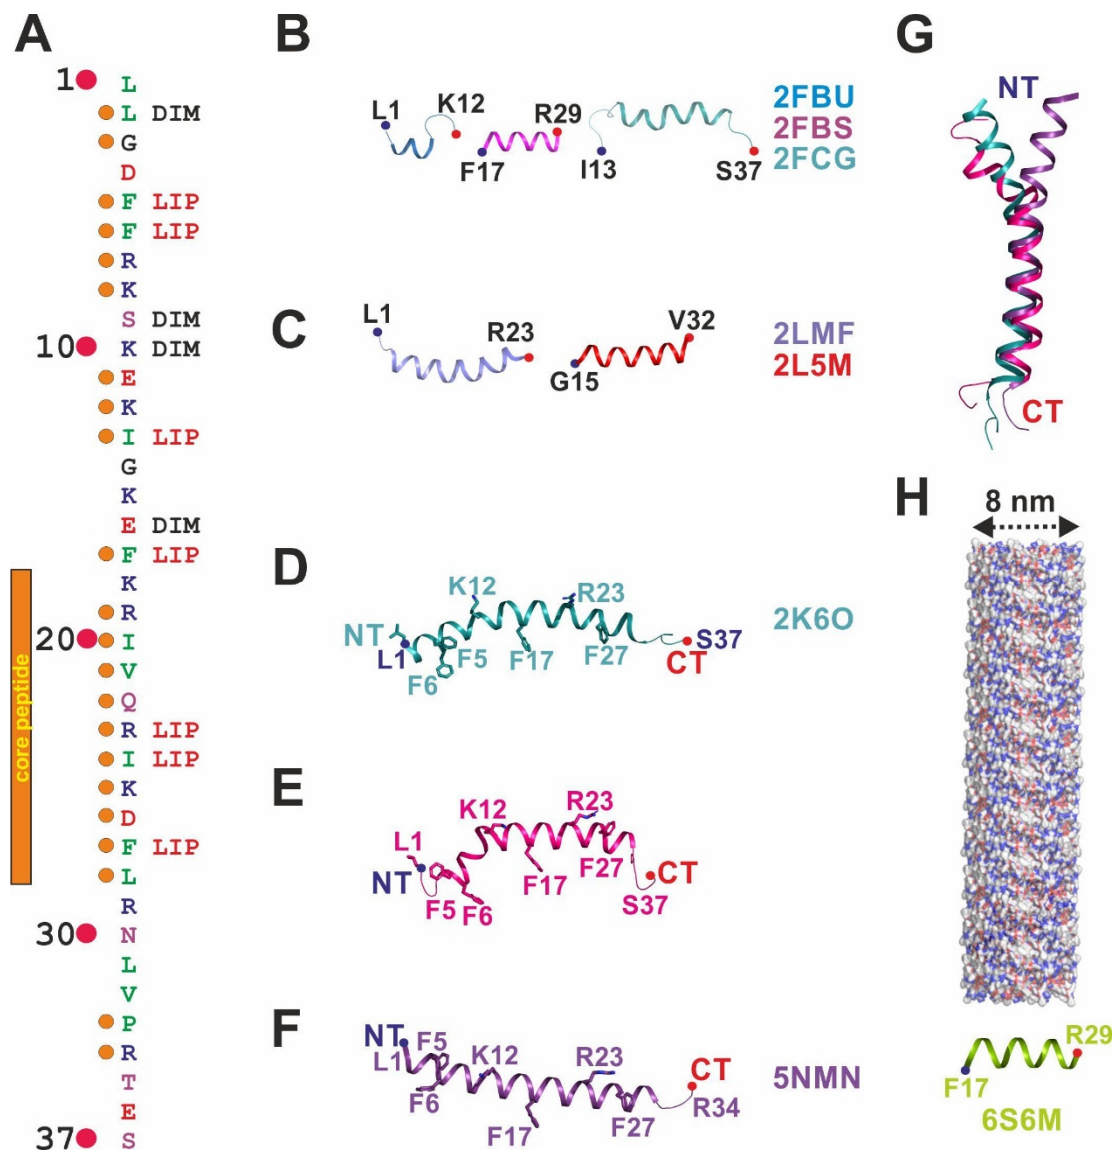 A
1 L
L DIM
G
D
F LIP
F LIP
R
K
S DIM
10 K DIM
E
K
I LIP
G
K
E DIM
F LIP
K
R
20 I
V
Q
R LIP
I LIP
K
D
F LIP
L
R
30 N
L
V
P
R
T
E
37 S
core peptide
B
L1
K12
F17
R29
I13
S37
2FBU
2FBS
2FCG
C
L1
R23
G15
V32
2LMF
2L5M
D
NT
L1
F6
F5
K12
F17
R23
F27
S37
CT
2K6O
E
L1
NT
F5
F6
K12
F17
R23
F27
S37
CT
F
NT
L1
F5
F6
K12
F17
R23
F27
CT
R34
5NMN
G
NT
CT
H
8 nm
F17
R29
6S6M